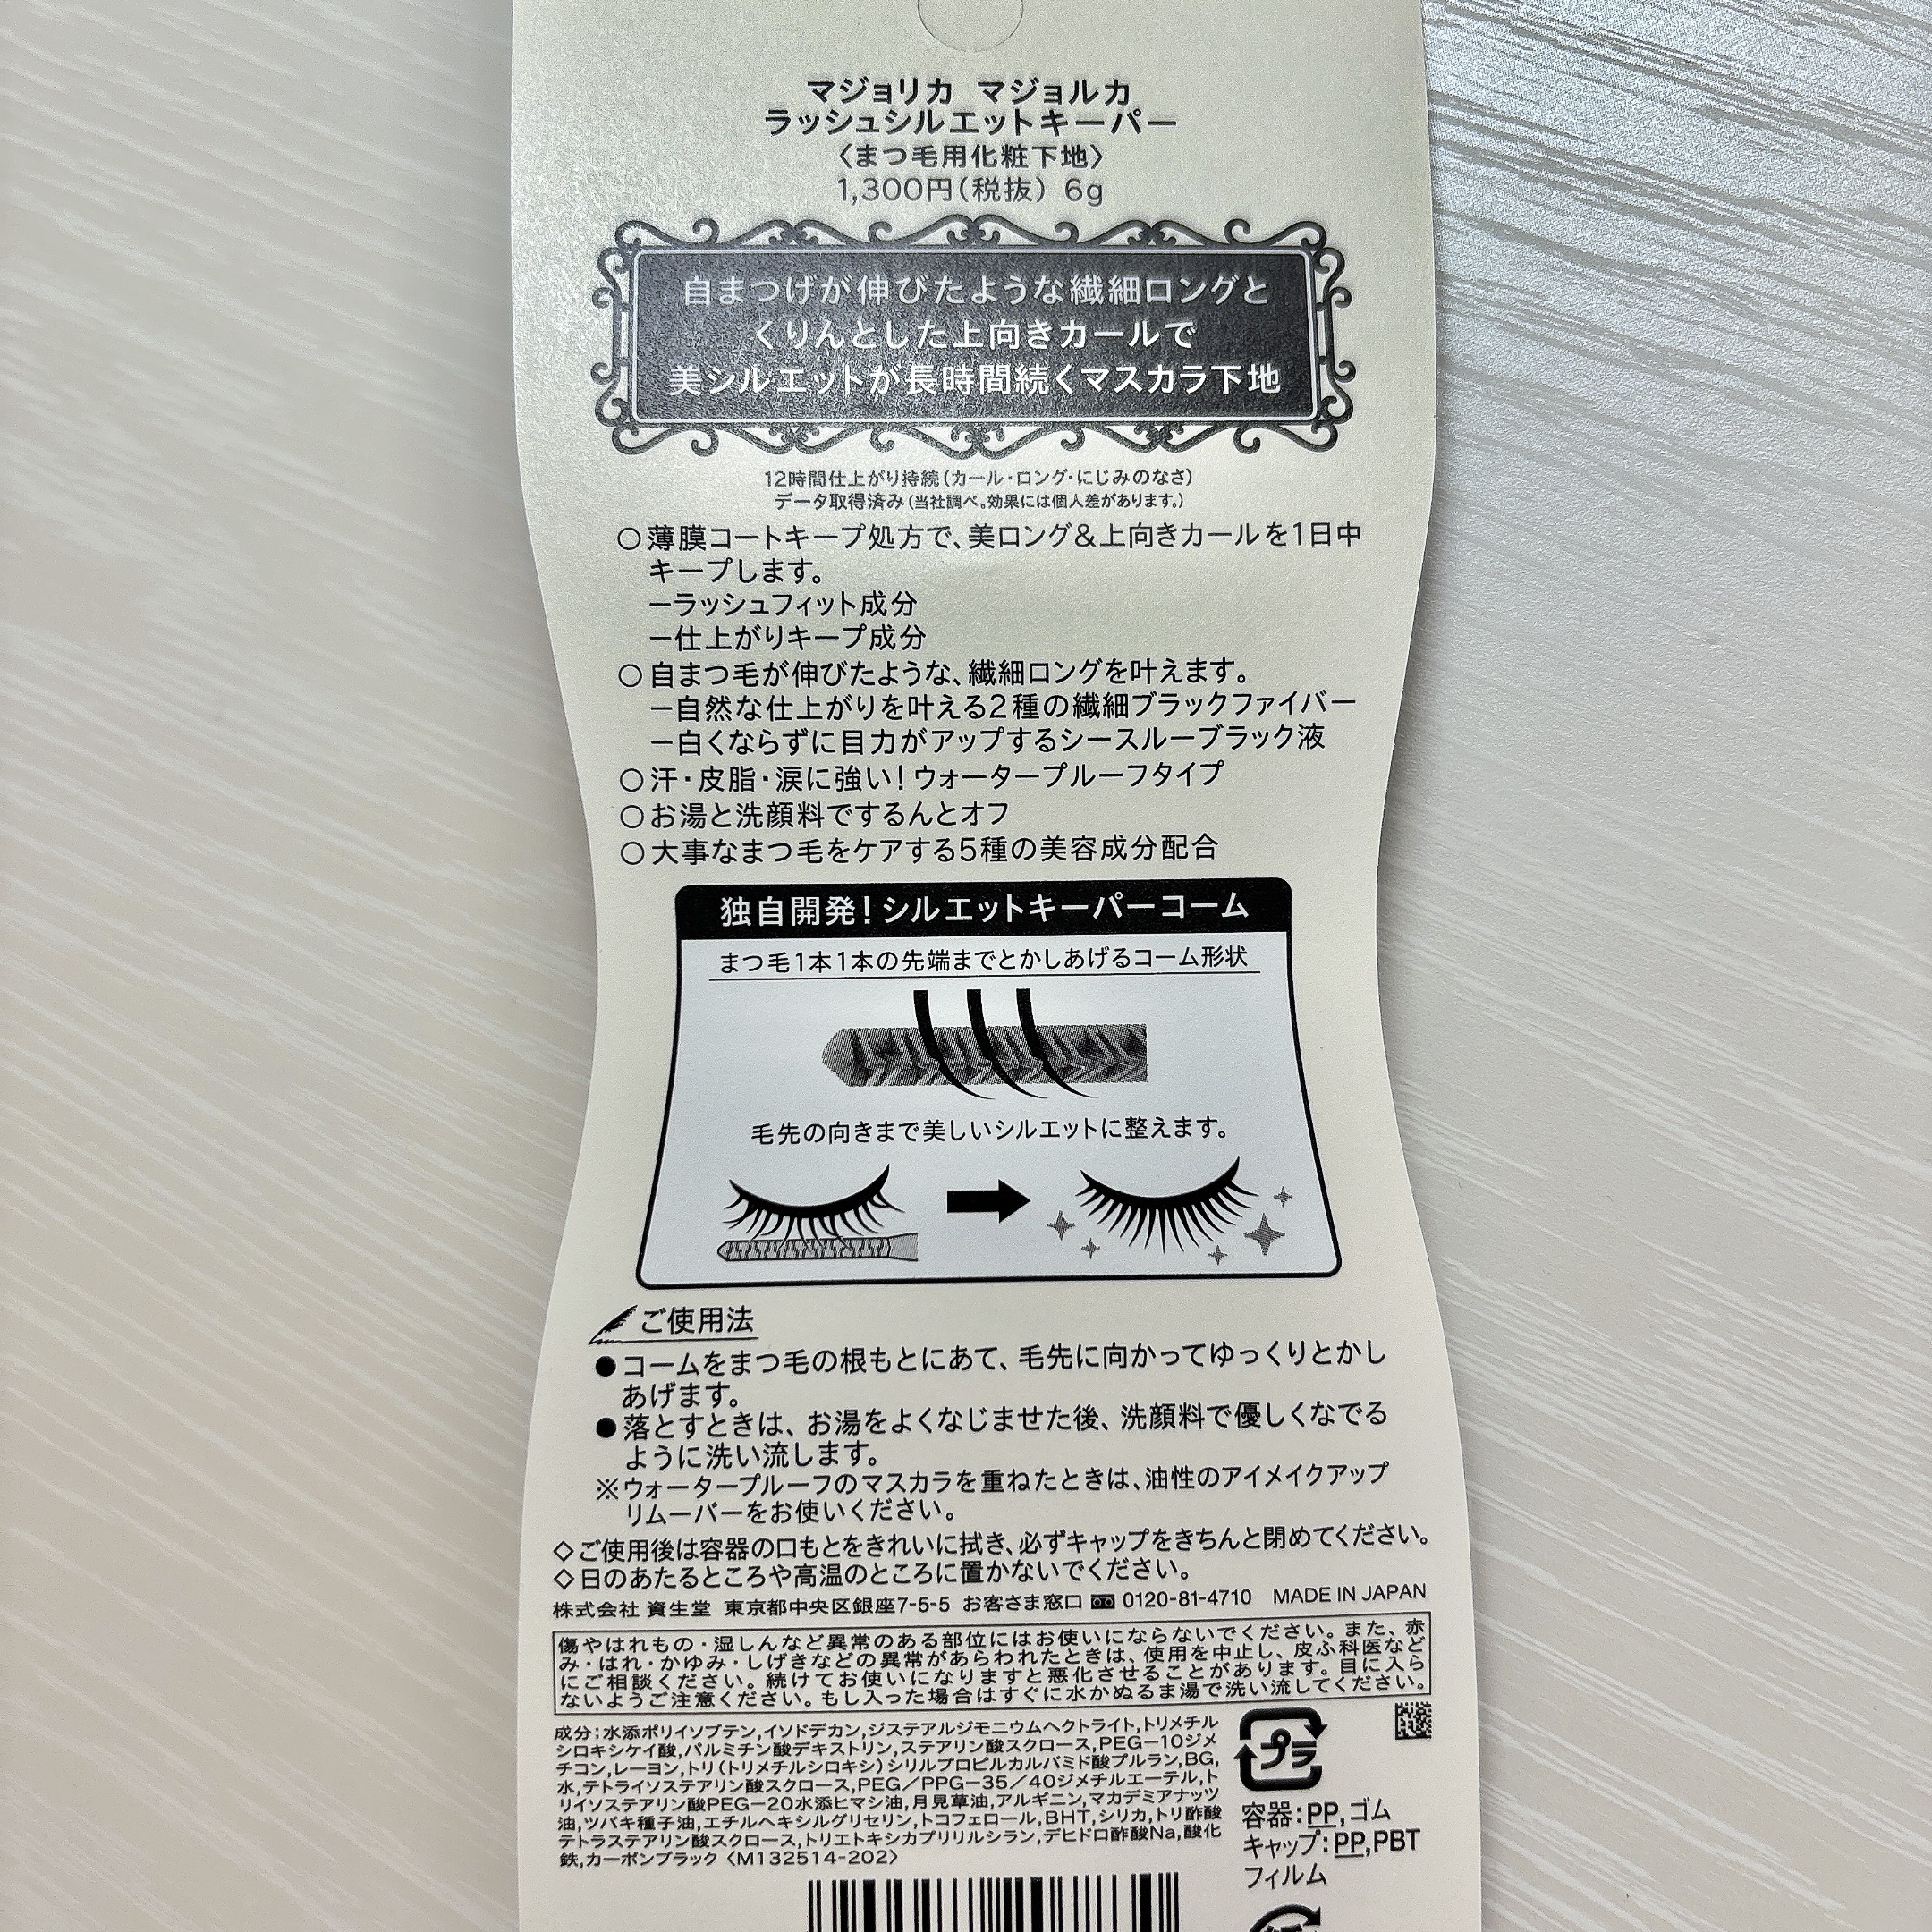 マジョリカ マジョルカ
ラッシュシルエットキーパー
〈まつ毛用化粧下地〉
1,300円(税抜) 6g
自まつげが伸びたような繊細ロングと
くりんとした上向きカールで
美シルエットが長時間続くマスカラ下地
12時間仕上がり持続(カール・ロング・にじみのなさ)
データ取得済み(当社調べ。効果には個人差があります。)
○薄膜コートキープ処方で、美ロング&上向きカールを1日中
キープします。
ーラッシュフィット成分
ー仕上がりキープ成分
○自まつ毛が伸びたような、繊細ロングを叶えます。
ー自然な仕上がりを叶える2種の繊細ブラックファイバー
ー白くならずに目力がアップするシースルーブラック液
○汗・皮脂・涙に強い!ウォータープルーフタイプ
○お湯と洗顔料でするんとオフ
○大事なまつ毛をケアする5種の美容成分配合
独自開発!シルエットキーパーコーム
まつ毛1本1本の先端までとかしあげるコーム形状
毛先の向きまで美しいシルエットに整えます。
ご使用法
●コームをまつ毛の根もとにあて、毛先に向かってゆっくりとかし
あげます。
●落とすときは、お湯をよくなじませた後、洗顔料で優しくなでる
ように洗い流します。
※ウォータープルーフのマスカラを重ねたときは、油性のアイメイクアップ
リムーバーをお使いください。
◇ご使用後は容器の口もとをきれいに拭き、必ずキャップをきちんと閉めてください。
◇日のあたるところや高温のところに置かないでください。
株式会社 資生堂 東京都中央区銀座7-5-5 お客さま窓口 0120-81-4710 MADE IN JAPAN
傷やはれもの・湿しんなど異常のある部位にはお使いにならないでください。また、赤
み・はれ・かゆみ・しげきなどの異常があらわれたときは、使用を中止し、皮ふ科医など
にご相談ください。続けてお使いになりますと悪化させることがあります。目に入ら
ないようご注意ください。もし入った場合はすぐに水かぬるま湯で洗い流してください。
成分;水添ポリイソブテン,イソドデカン,ジステアルジモニウムヘクトライト,トリメチル
シロキシケイ酸,パルミチン酸デキストリン,ステアリン酸スクロース,PEG-10ジメ
チコン,レーヨン,トリ(トリメチルシロキシ)シリルプロピルカルバミド酸プルラン,BG,
水,テトライソステアリン酸スクロース,PEG/PPG-35/40ジメチルエーテル,ト
リイソステアリン酸PEG-20水添ヒマシ油,月見草油,アルギニン,マカデミアナッツ
油,ツバキ種子油,エチルヘキシルグリセリン,トコフェロール,BHT,シリカ,トリ酢酸
テトラステアリン酸スクロース,トリエトキシカプリリルシラン,デヒドロ酢酸Na,酸化
鉄,カーボンブラック 〈M132514-202〉
プラ
容器:PP,ゴム
キャップ:PP,PBT
フィルム